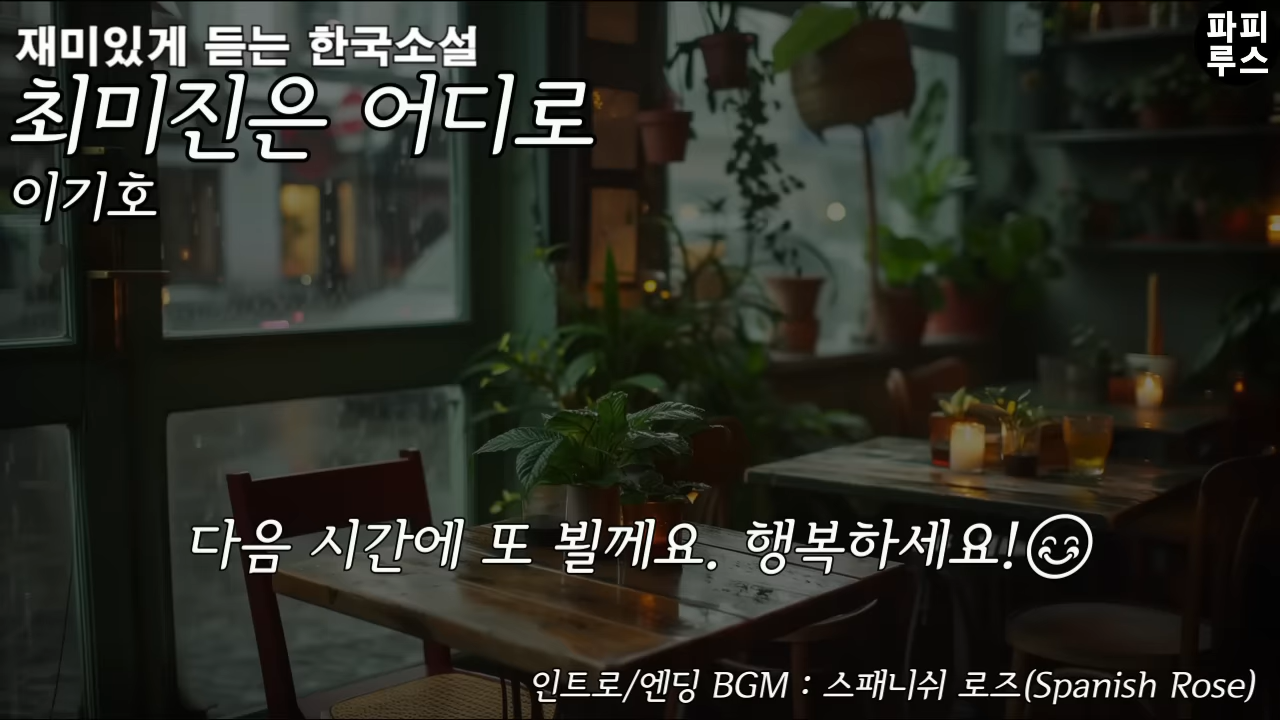 재미있게 듣는 한국소설
최미진은 어디로
이기호
파피
루스
다음 시간에 또 뵐께요. 행복하세요!😊
인트로/엔딩 BGM : 스패니쉬 로즈(Spanish Rose)